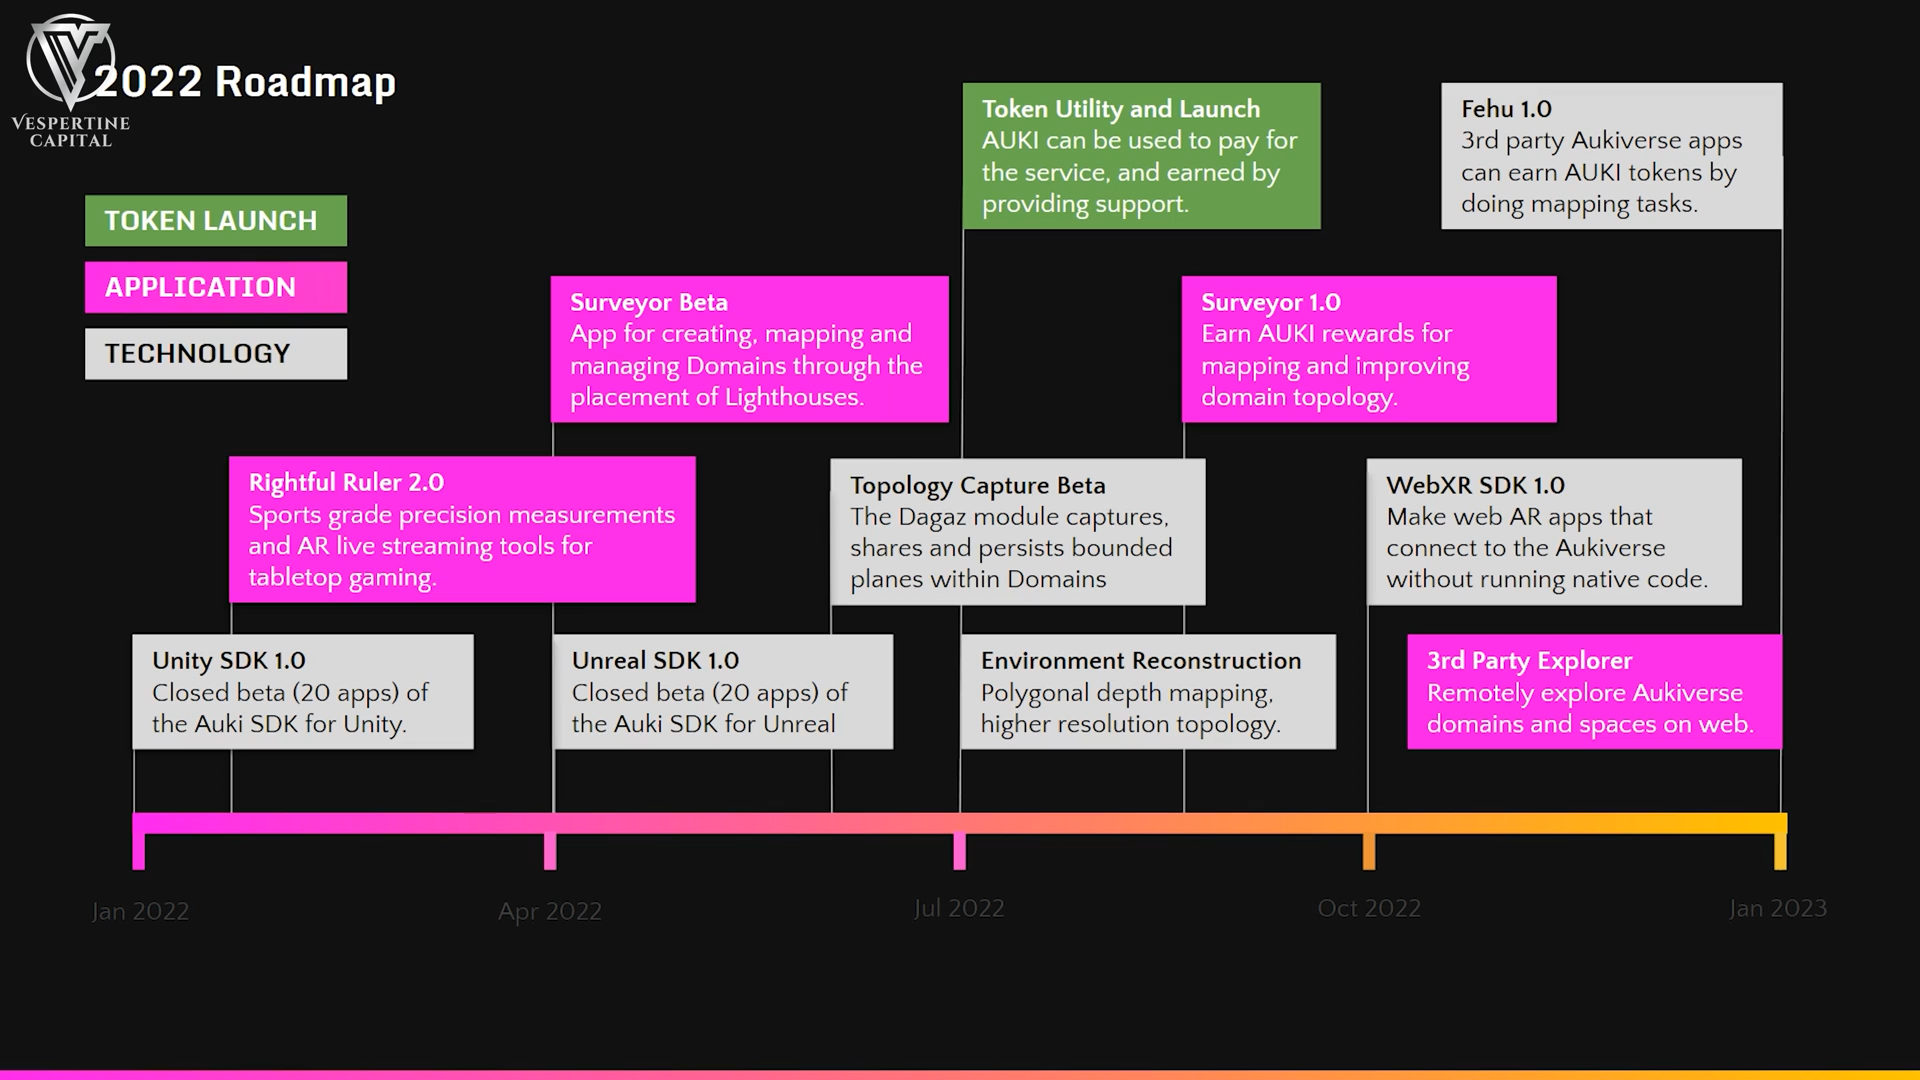 2022 Roadmap
VESPERTINE
CAPITAL
TOKEN LAUNCH
APPLICATION
TECHNOLOGY
Token Utility and Launch
AUKI can be used to pay for
the service, and earned by
providing support.
Fehu 1.0
3rd party Aukiverse apps
can earn AUKI tokens by
doing mapping tasks.
Surveyor Beta
App for creating, mapping and
managing Domains through the
placement of Lighthouses.
Surveyor 1.0
Earn AUKI rewards for
mapping and improving
domain topology.
Rightful Ruler 2.0
Sports grade precision measurements
and AR live streaming tools for
tabletop gaming.
Topology Capture Beta
The Dagaz module captures,
shares and persists bounded
planes within Domains
WebXR SDK 1.0
Make web AR apps that
connect to the Aukiverse
without running native code.
Unity SDK 1.0
Closed beta (20 apps) of
the Auki SDK for Unity.
Unreal SDK 1.0
Closed beta (20 apps) of
the Auki SDK for Unreal
Environment Reconstruction
Polygonal depth mapping,
higher resolution topology.
3rd Party Explorer
Remotely explore Aukiverse
domains and spaces on web.
Jan 2022
Apr 2022
Jul 2022
Oct 2022
Jan 2023